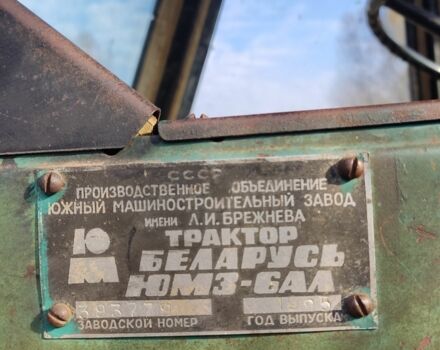 СССР
ПРОИЗВОДСТВЕННОЕ ОБЪЕДИНЕНИЕ
ЮЖНЫЙ МАШИНОСТРОИТЕЛЬНЫЙ ЗАВОД
ИМЕНИ Л.И.БРЕЖНЕВА
Ю
М
ТРАКТОР
БЕЛАРУСЬ
ЮМЗ-6АЛ
ЗАВОДСКОЙ НОМЕР
ГОД ВЫПУСКА